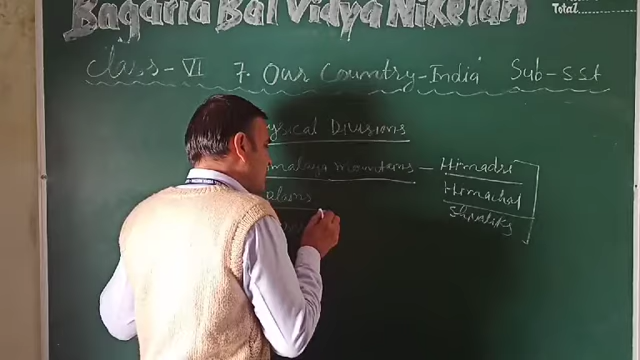 Bagaria Bal Vidya Niketan
Total..........
Class-VI 7. Our Country-India Sub-SSt
ysical Divisions
malaya mountains - Himadri
Himachal
Shivaliks